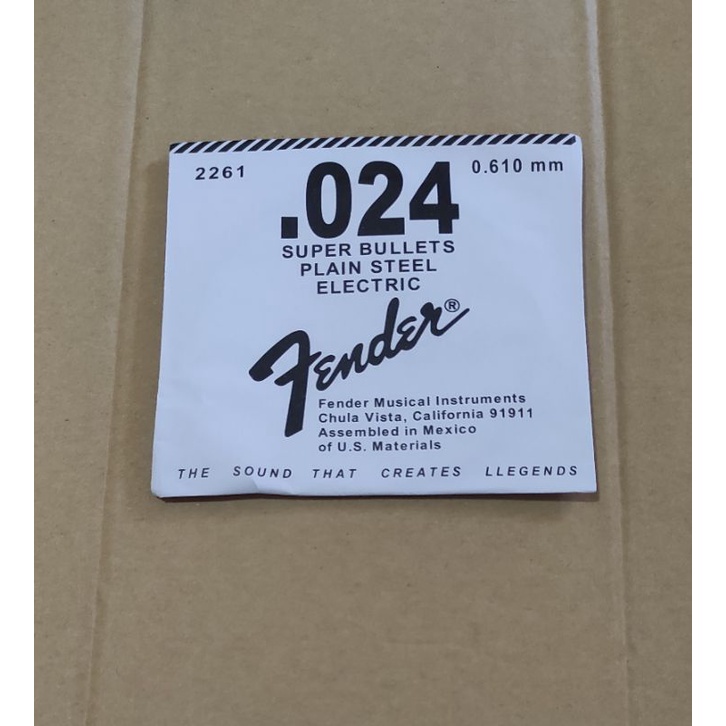 2261
.024
0.610 mm
SUPER BULLETS
PLAIN STEEL
ELECTRIC
Fender®
Fender Musical Instruments
Chula Vista, California 91911
Assembled in Mexico
of U.S. Materials
THE SOUND THAT CREATES LLEGENDS